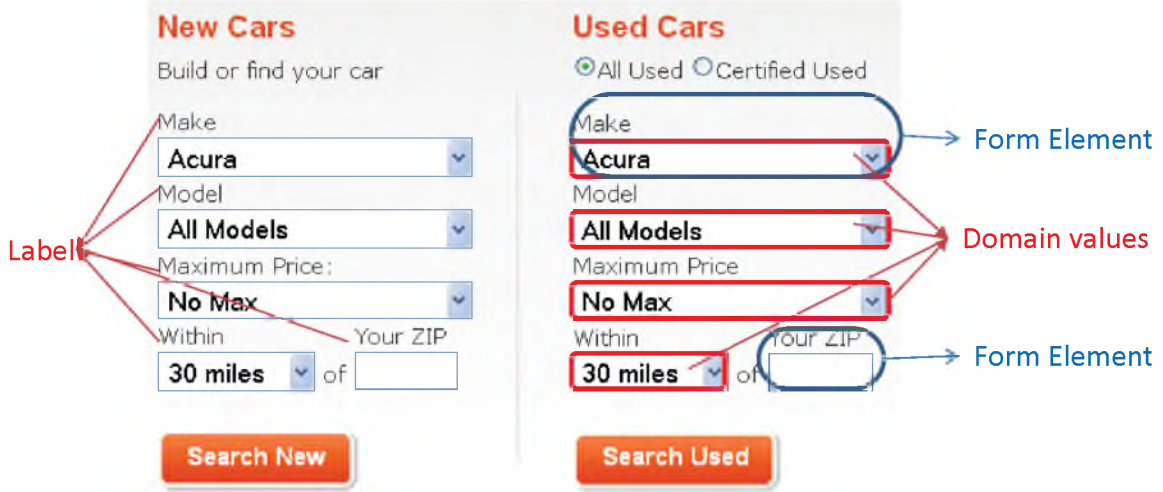 New Cars
Build or find your car
Make
Acura
Model
All Models
Maximum Price:
No Max
Within Your ZIP
30 miles of
Search New
Label
Used Cars
All Used Certified Used
Make
Acura
Model
All Models
Maximum Price
No Max
Within Your ZIP
30 miles of
Search Used
Form Element
Domain values
Form Element